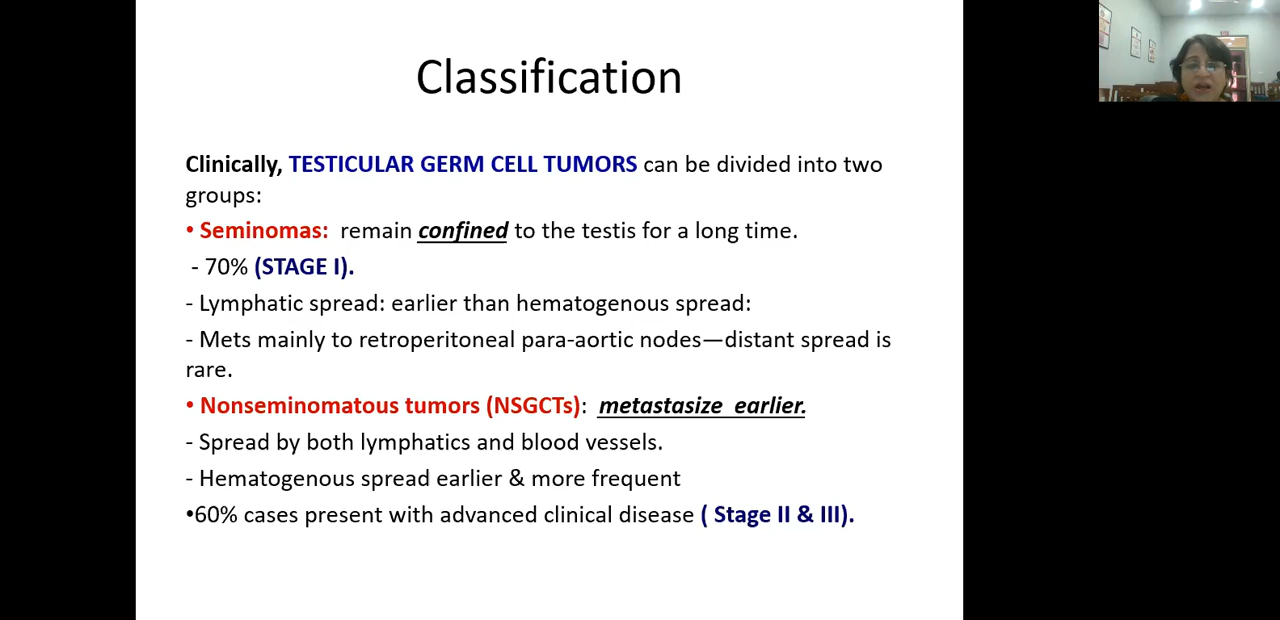 Classification
Clinically, TESTICULAR GERM CELL TUMORS can be divided into two
groups:
• Seminomas:  remain confined to the testis for a long time.
- 70% (STAGE I).
- Lymphatic spread: earlier than hematogenous spread:
- Mets mainly to retroperitoneal para-aortic nodes—distant spread is
rare.
• Nonseminomatous tumors (NSGCTs):  metastasize  earlier.
- Spread by both lymphatics and blood vessels.
- Hematogenous spread earlier & more frequent
•60% cases present with advanced clinical disease ( Stage II & III).